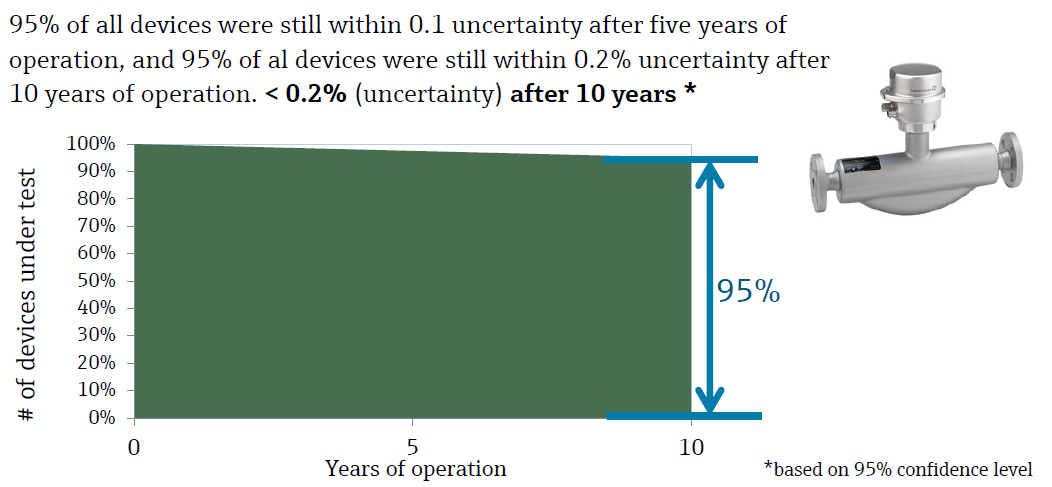 95% of all devices were still within 0.1 uncertainty after five years of
operation, and 95% of al devices were still within 0.2% uncertainty after
10 years of operation. < 0.2% (uncertainty) after 10 years *
# of devices under test
100%
90%
80%
70%
60%
50%
40%
30%
20%
10%
0%
95%
0
5
10
Years of operation
*based on 95% confidence level